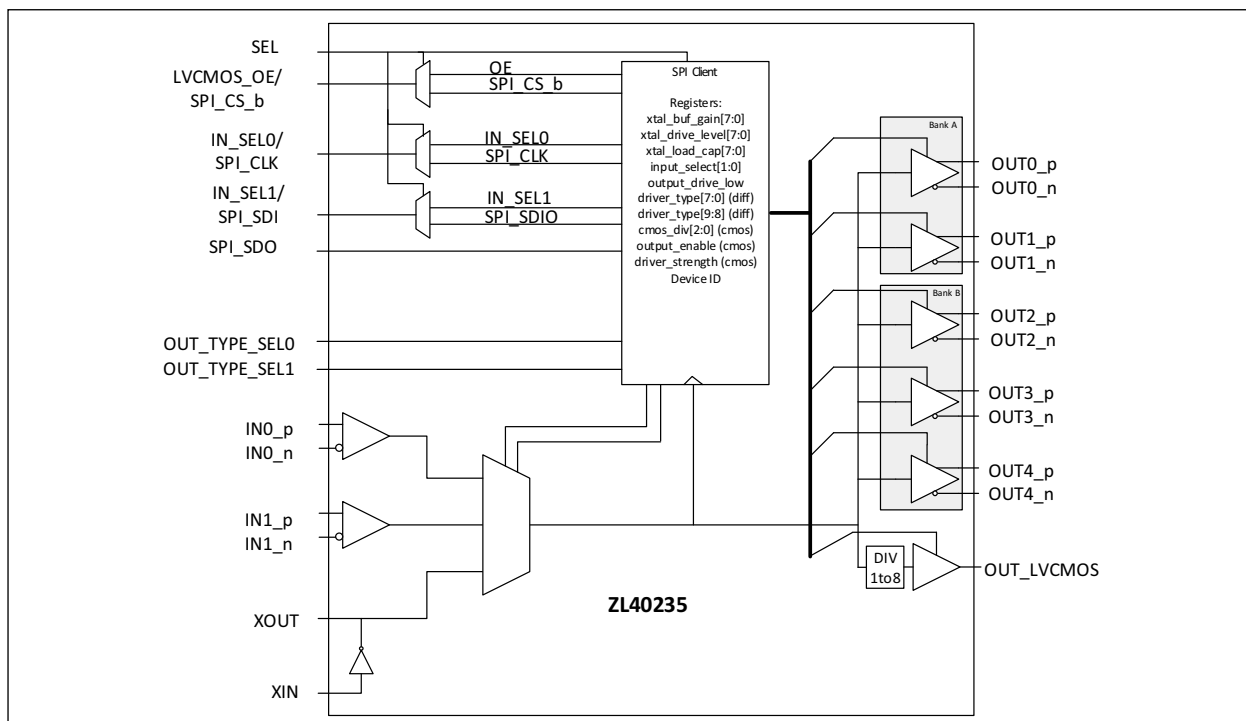 SEL
LVCMOS_OE/
SPI_CS_b
IN_SEL0/
SPI_CLK
IN_SEL1/
SPI_SDI
SPI_SDO
OUT_TYPE_SEL0
OUT_TYPE_SEL1
IN0_p
IN0_n
IN1_p
IN1_n
XOUT
XIN
OE
SPI_CS_b
IN_SEL0
SPI_CLK
IN_SEL1
SPI_SDIO
SPI Client
Registers:
xtal_buf_gain[7:0]
xtal_drive_level[7:0]
xtal_load_cap[7:0]
input_select[1:0]
output_drive_low
driver_type[7:0] (diff)
driver_type[9:8] (diff)
cmos_div[2:0] (cmos)
output_enable (cmos)
driver_strength (cmos)
Device ID
Bank A
OUT0_p
OUT0_n
OUT1_p
OUT1_n
Bank B
OUT2_p
OUT2_n
OUT3_p
OUT3_n
OUT4_p
OUT4_n
DIV
1to8
OUT_LVCMOS
ZL40235